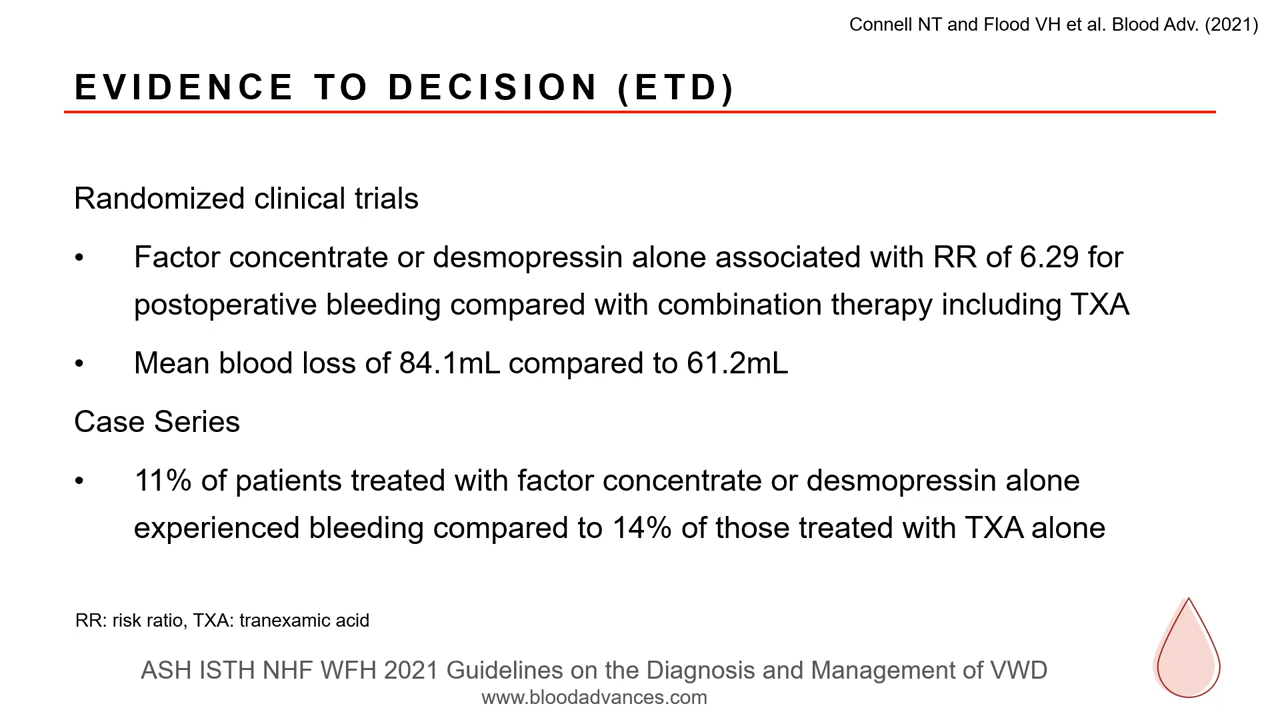 Connell NT and Flood VH et al. Blood Adv. (2021)
EVIDENCE TO DECISION (ETD)
Randomized clinical trials
• Factor concentrate or desmopressin alone associated with RR of 6.29 for
postoperative bleeding compared with combination therapy including TXA
• Mean blood loss of 84.1mL compared to 61.2mL
Case Series
• 11% of patients treated with factor concentrate or desmopressin alone
experienced bleeding compared to 14% of those treated with TXA alone
RR: risk ratio, TXA: tranexamic acid
ASH ISTH NHF WFH 2021 Guidelines on the Diagnosis and Management of VWD
www.bloodadvances.com